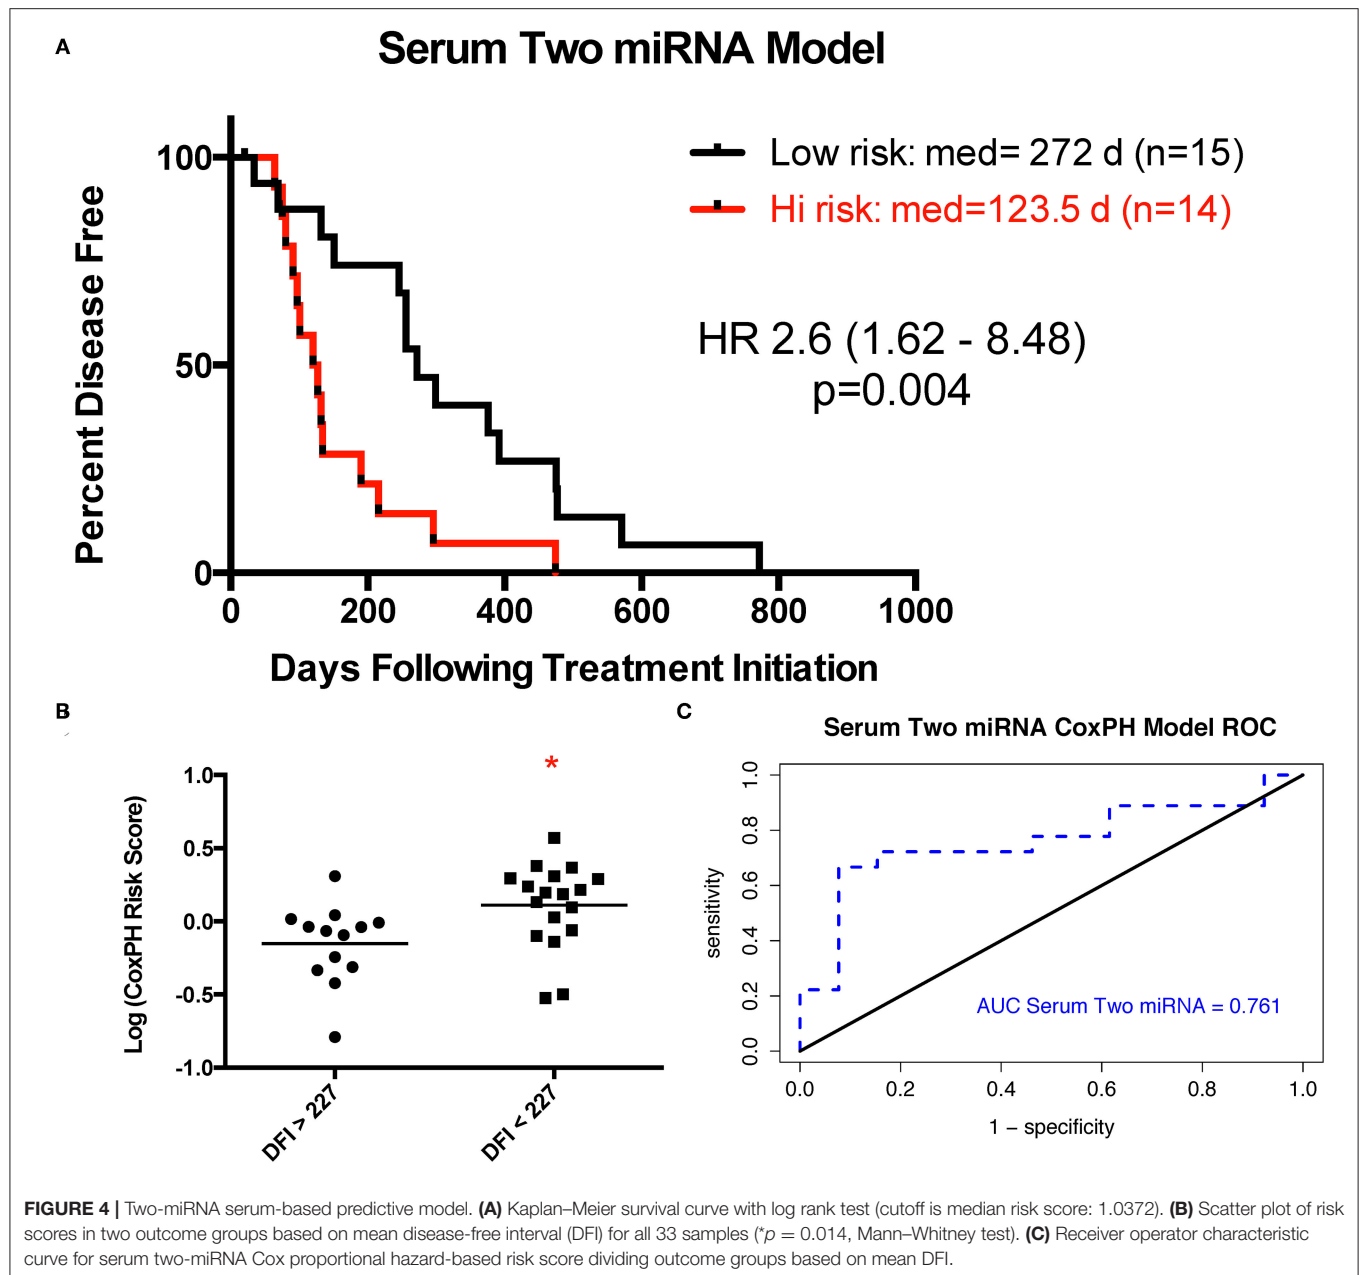 A
Serum Two miRNA Model
Low risk: med= 272 d (n=15)
Hi risk: med=123.5 d (n=14)
HR 2.6 (1.62 - 8.48)
p=0.004
Percent Disease Free
100
50
0
0 200 400 600 800 1000
Days Following Treatment Initiation
B
*
Log (CoxPH Risk Score)
1.0
0.5
0.0
-0.5
-1.0
DFI > 227
DFI < 227
C
Serum Two miRNA CoxPH Model ROC
sensitivity
1.0
0.8
0.6
0.4
0.2
0.0
AUC Serum Two miRNA = 0.761
0.0 0.2 0.4 0.6 0.8 1.0
1 − specificity
FIGURE 4 | Two-miRNA serum-based predictive model. (A) Kaplan–Meier survival curve with log rank test (cutoff is median risk score: 1.0372). (B) Scatter plot of risk
scores in two outcome groups based on mean disease-free interval (DFI) for all 33 samples (*p = 0.014, Mann–Whitney test). (C) Receiver operator characteristic
curve for serum two-miRNA Cox proportional hazard-based risk score dividing outcome groups based on mean DFI.